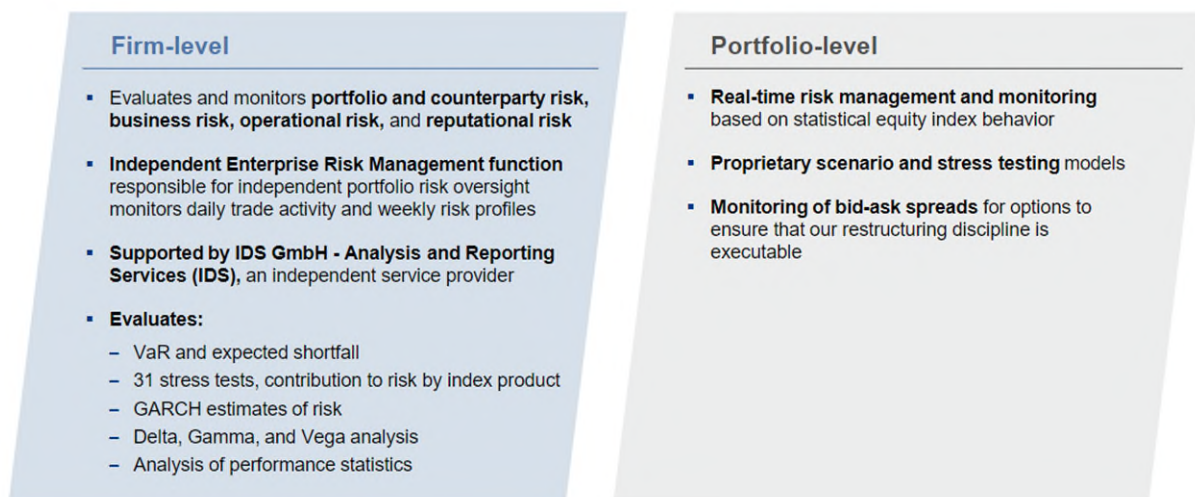 Firm-level
▪ Evaluates and monitors portfolio and counterparty risk,
business risk, operational risk, and reputational risk
▪ Independent Enterprise Risk Management function
responsible for independent portfolio risk oversight
monitors daily trade activity and weekly risk profiles
▪ Supported by IDS GmbH - Analysis and Reporting
Services (IDS), an independent service provider
▪ Evaluates:
– VaR and expected shortfall
– 31 stress tests, contribution to risk by index product
– GARCH estimates of risk
– Delta, Gamma, and Vega analysis
– Analysis of performance statistics
Portfolio-level
▪ Real-time risk management and monitoring
based on statistical equity index behavior
▪ Proprietary scenario and stress testing models
▪ Monitoring of bid-ask spreads for options to
ensure that our restructuring discipline is
executable